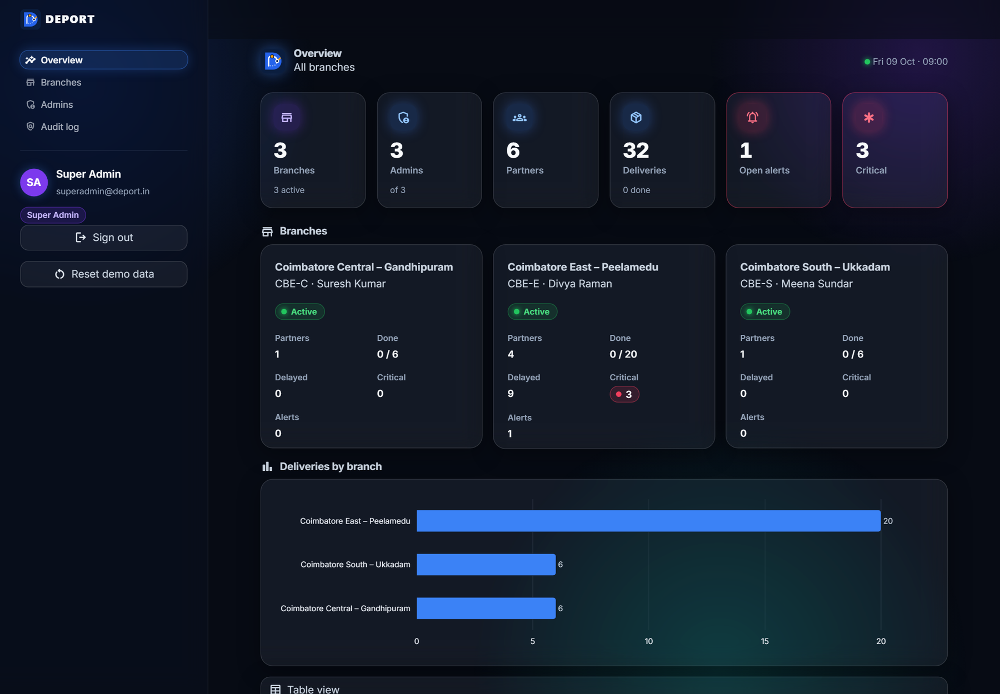 DEPORT
Overview
Branches
Admins
Audit log
SA
Super Admin
superadmin@deport.in
Super Admin
Sign out
Reset demo data
Overview
All branches
Fri 09 Oct · 09:00
3
Branches
3 active
3
Admins
of 3
6
Partners
32
Deliveries
0 done
1
Open alerts
3
Critical
Branches
Coimbatore Central – Gandhipuram
CBE-C · Suresh Kumar
Active
Partners
1
Done
0 / 6
Delayed
0
Critical
0
Alerts
0
Coimbatore East – Peelamedu
CBE-E · Divya Raman
Active
Partners
4
Done
0 / 20
Delayed
9
Critical
3
Alerts
1
Coimbatore South – Ukkadam
CBE-S · Meena Sundar
Active
Partners
1
Done
0 / 6
Delayed
0
Critical
0
Alerts
0
Deliveries by branch
Coimbatore East – Peelamedu
20
Coimbatore South – Ukkadam
6
Coimbatore Central – Gandhipuram
6
0 5 10 15 20
Table view